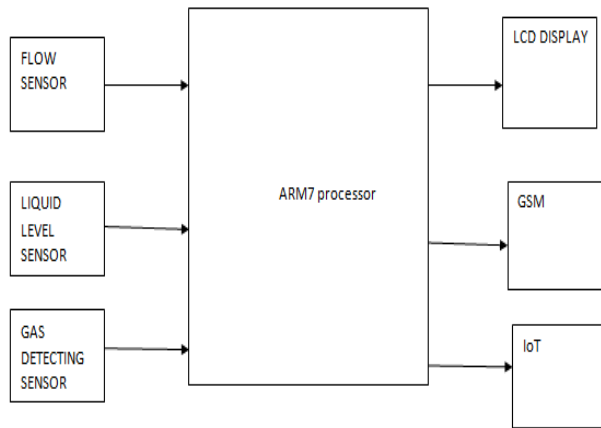 FLOW
SENSOR
LIQUID
LEVEL
SENSOR
GAS
DETECTING
SENSOR
ARM7 processor
LCD DISPLAY
GSM
IoT